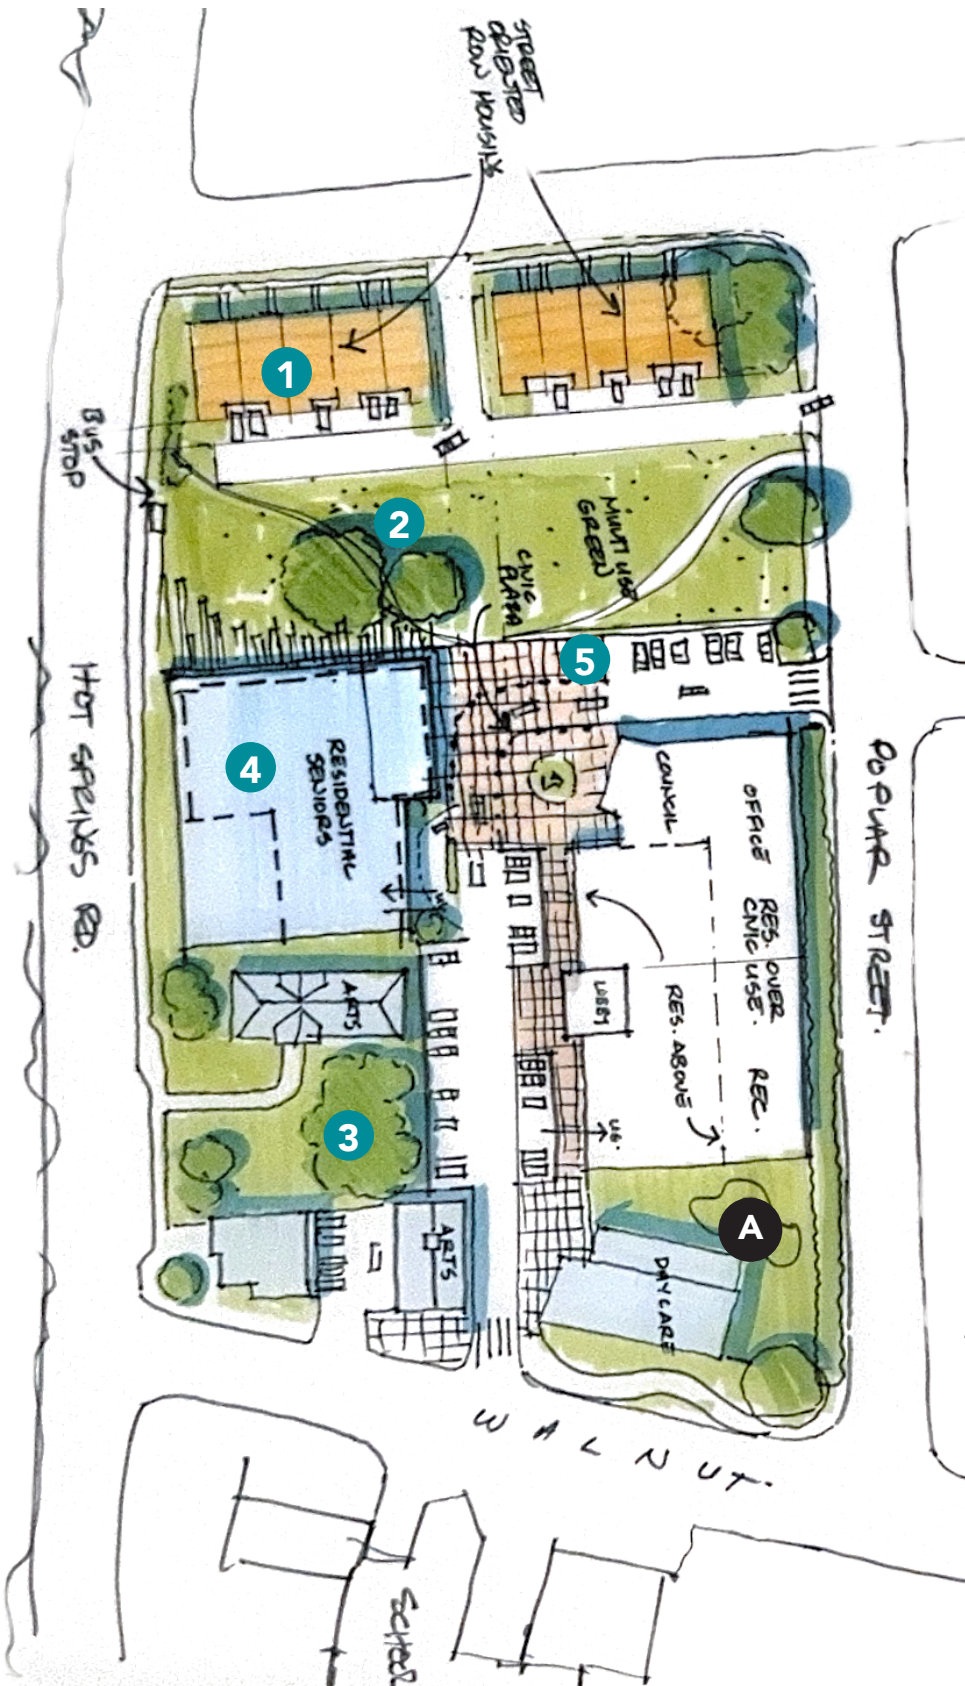 STREET
ORIENTED
ROW HOUSING
1
BUS
STOP
2
MULTI USE
GREEN
CIVIC
PLAZA
5
HOT SPRINGS RD.
4
RESIDENTIAL
SENIORS
COUNCIL
OFFICE
RES. OVER
CIVIC USE.
REC.
POPLAR STREET.
ARTS
LOBBY
RES. ABOVE
UG.
3
A
ARTS
DAYCARE
WALNUT.
SCHOOL